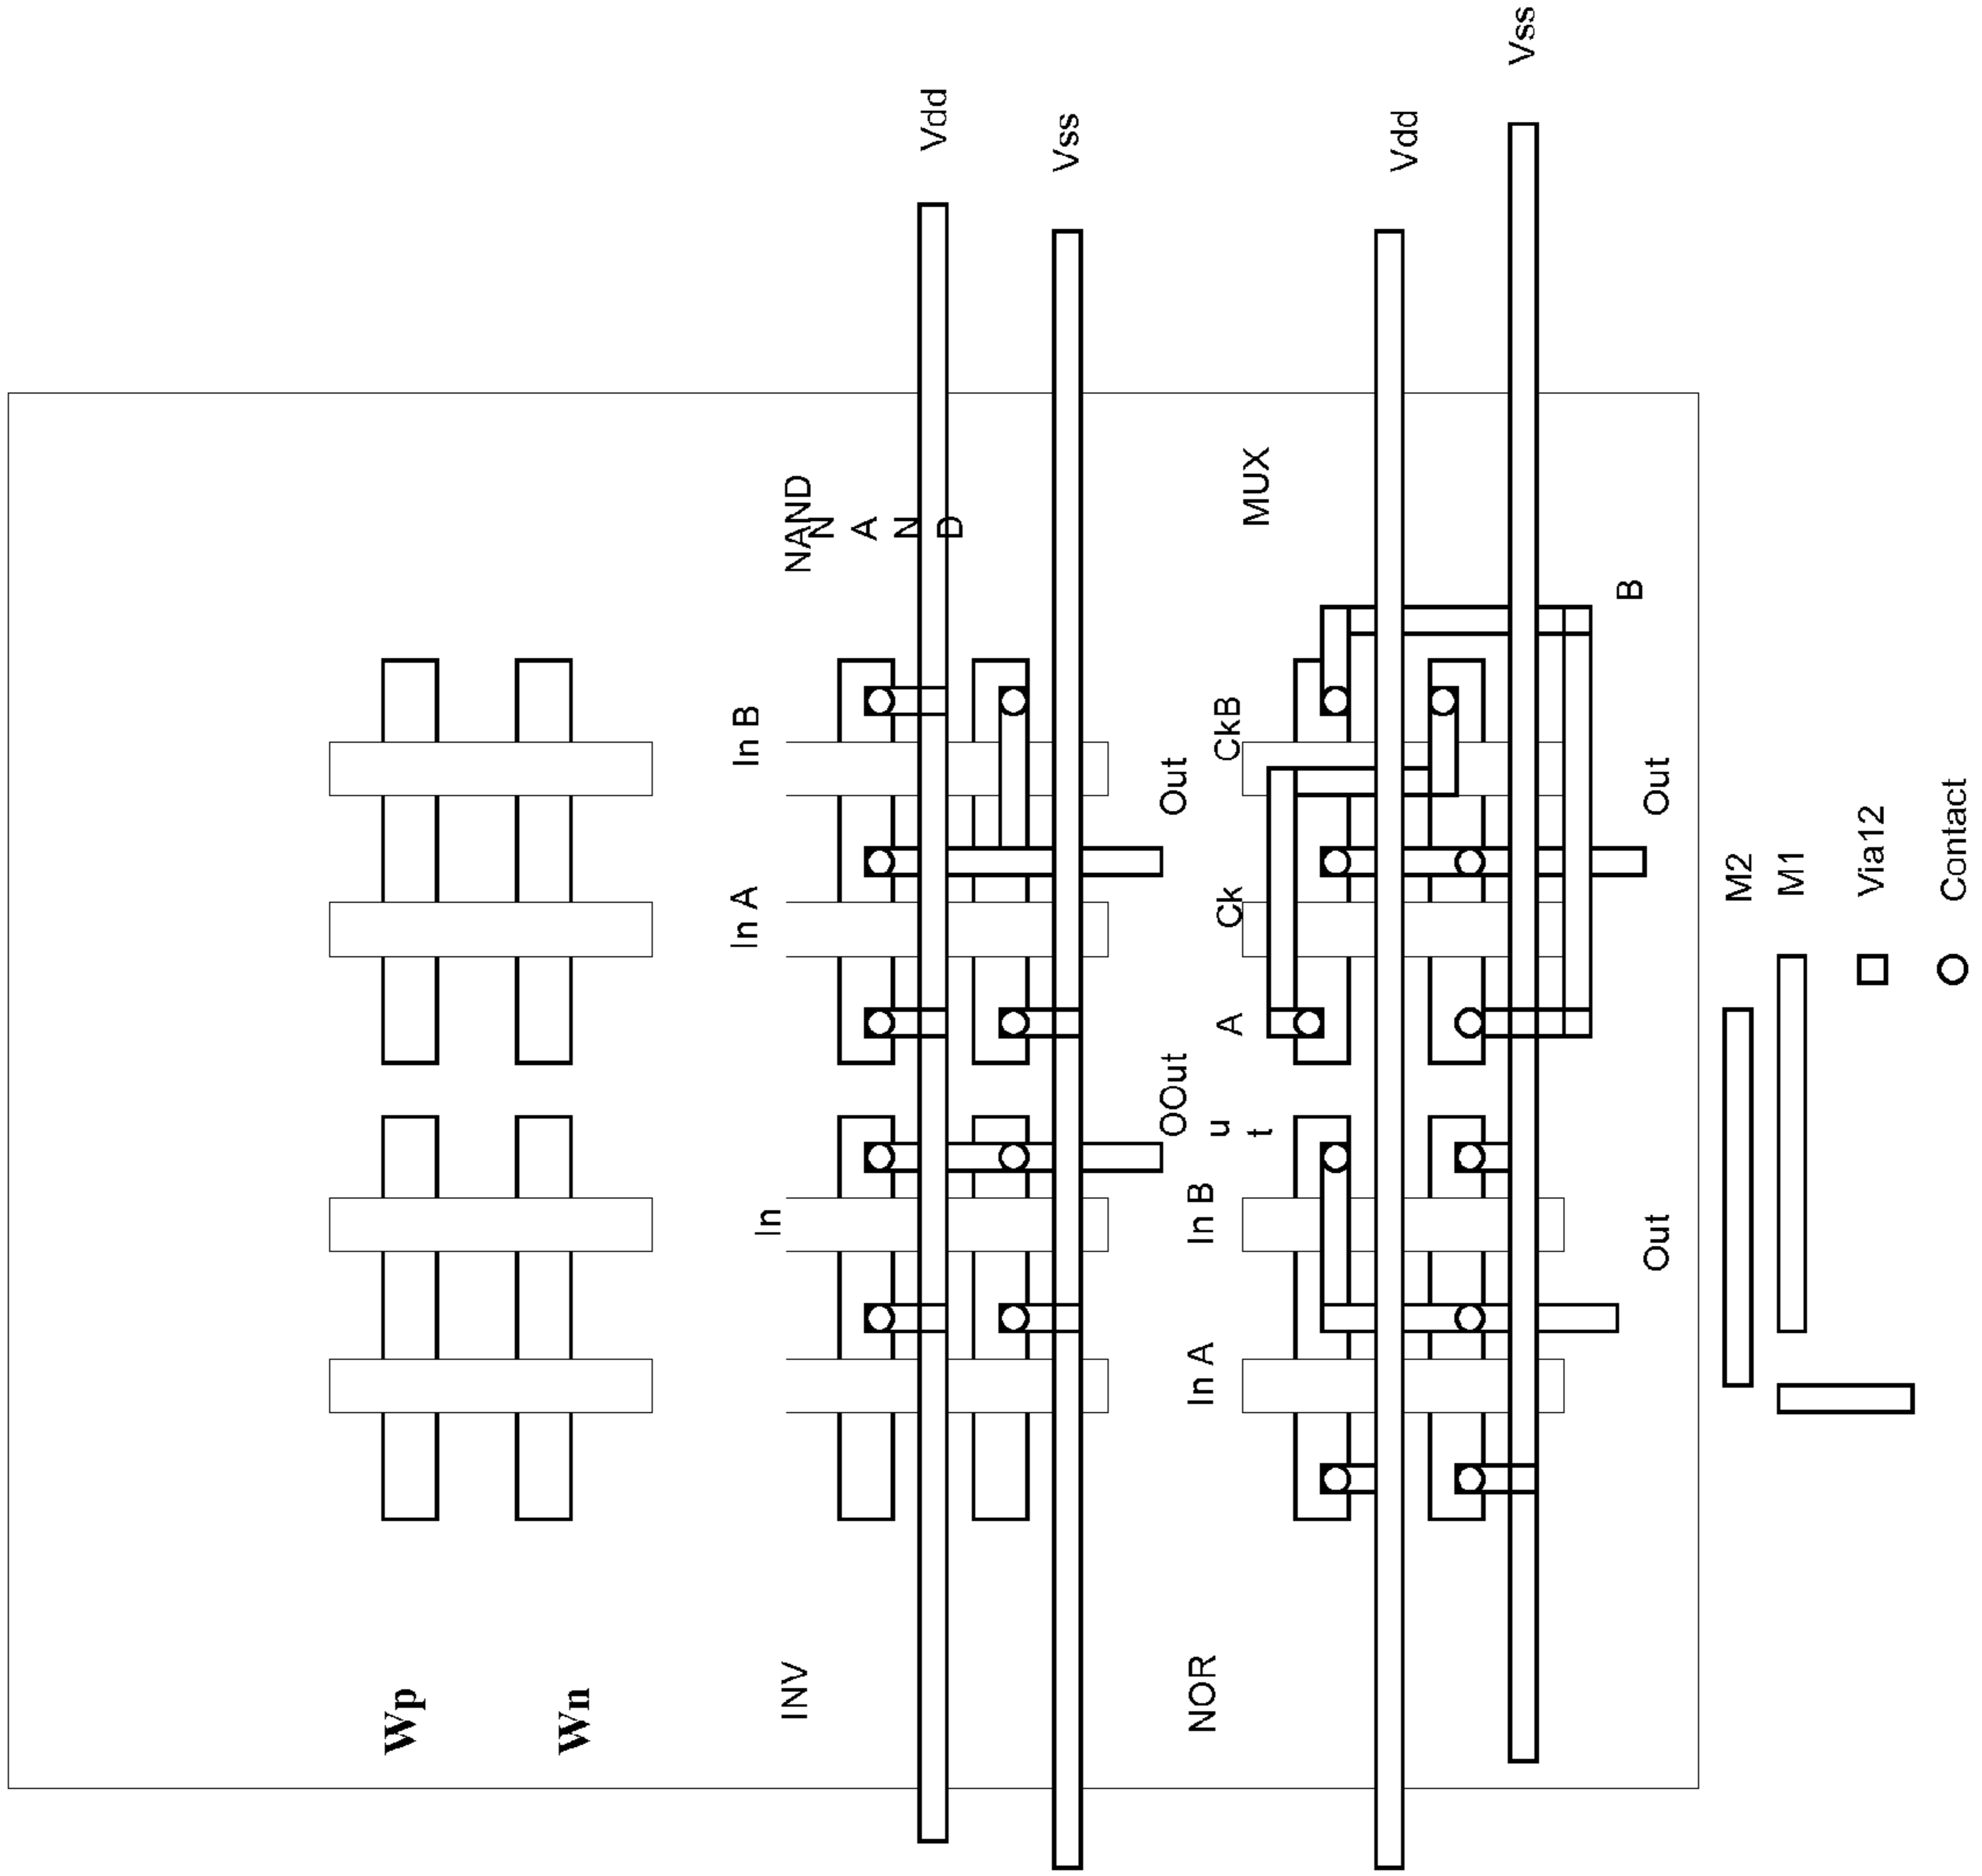 Wp
Wn
In
In A
In B
INV
NAND
N
A
N
D
Vdd
Vss
OOut
u
t
Out
NOR
In A
In B
A
Ck
CkB
MUX
Vdd
Vss
B
Out
Out
M2
M1
Via12
Contact